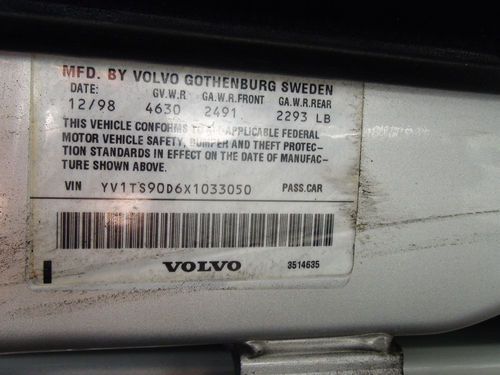 MFD. BY VOLVO GOTHENBURG SWEDEN
DATE: GV.W.R GA.W.R.FRONT GA.W.R.REAR
12/98 4630 2491 2293 LB
THIS VEHICLE CONFORMS TO ALL APPLICABLE FEDERAL
MOTOR VEHICLE SAFETY, BUMPER AND THEFT PROTEC-
TION STANDARDS IN EFFECT ON THE DATE OF MANUFAC-
TURE SHOWN ABOVE.
VIN YV1TS90D6X1033050 PASS.CAR
VOLVO 3514635